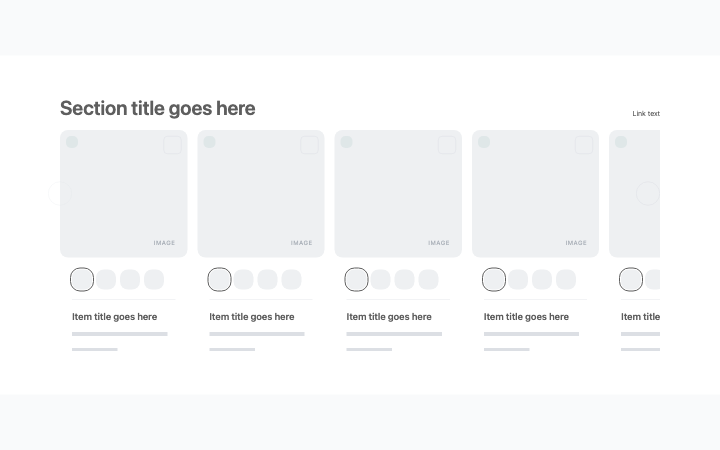 Section title goes here
Link text
IMAGE
IMAGE
IMAGE
IMAGE
Item title goes here
Item title goes here
Item title goes here
Item title goes here
Item title